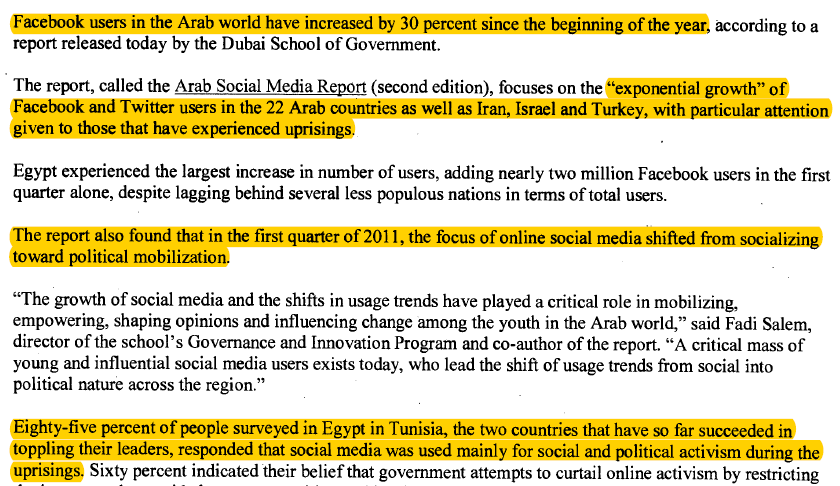 Facebook users in the Arab world have increased by 30 percent since the beginning of the year, according to a
report released today by the Dubai School of Government.
The report, called the Arab Social Media Report (second edition), focuses on the “exponential growth” of
Facebook and Twitter users in the 22 Arab countries as well as Iran, Israel and Turkey, with particular attention
given to those that have experienced uprisings.
Egypt experienced the largest increase in number of users, adding nearly two million Facebook users in the first
quarter alone, despite lagging behind several less populous nations in terms of total users.
The report also found that in the first quarter of 2011, the focus of online social media shifted from socializing
toward political mobilization.
“The growth of social media and the shifts in usage trends have played a critical role in mobilizing,
empowering, shaping opinions and influencing change among the youth in the Arab world,” said Fadi Salem,
director of the school’s Governance and Innovation Program and co-author of the report. “A critical mass of
young and influential social media users exists today, who lead the shift of usage trends from social into
political nature across the region.”
Eighty-five percent of people surveyed in Egypt in Tunisia, the two countries that have so far succeeded in
toppling their leaders, responded that social media was used mainly for social and political activism during the
uprisings. Sixty percent indicated their belief that government attempts to curtail online activism by restricting